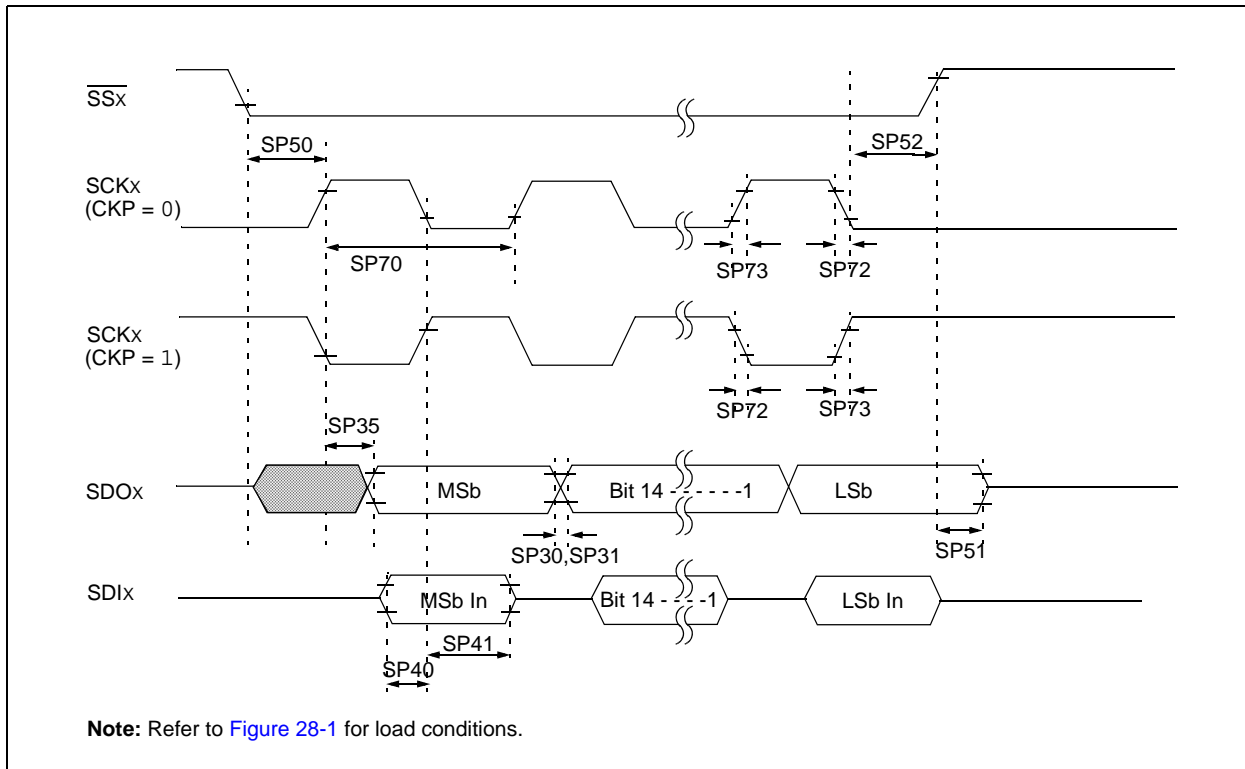 SSx
SP50
SP52
SCKx
(CKP = 0)
SP70
SP73
SP72
SCKx
(CKP = 1)
SP72
SP73
SP35
SDOx
MSb
Bit 14 - - - - - -1
LSb
SP30,SP31
SP51
SDIx
MSb In
Bit 14 - - - -1
LSb In
SP41
SP40
Note: Refer to Figure 28-1 for load conditions.